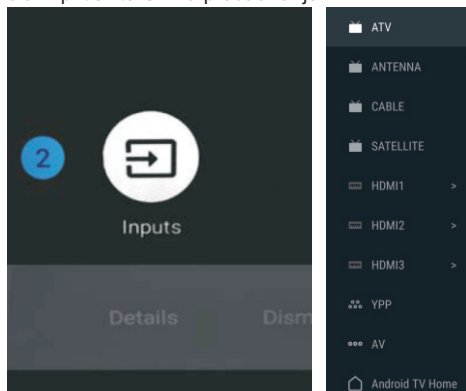 2
Inputs
Details
Dism
ATV
ANTENNA
CABLE
SATELLITE
HDMI1 >
HDMI2 >
HDMI3 >
YPP
AV
Android TV Home